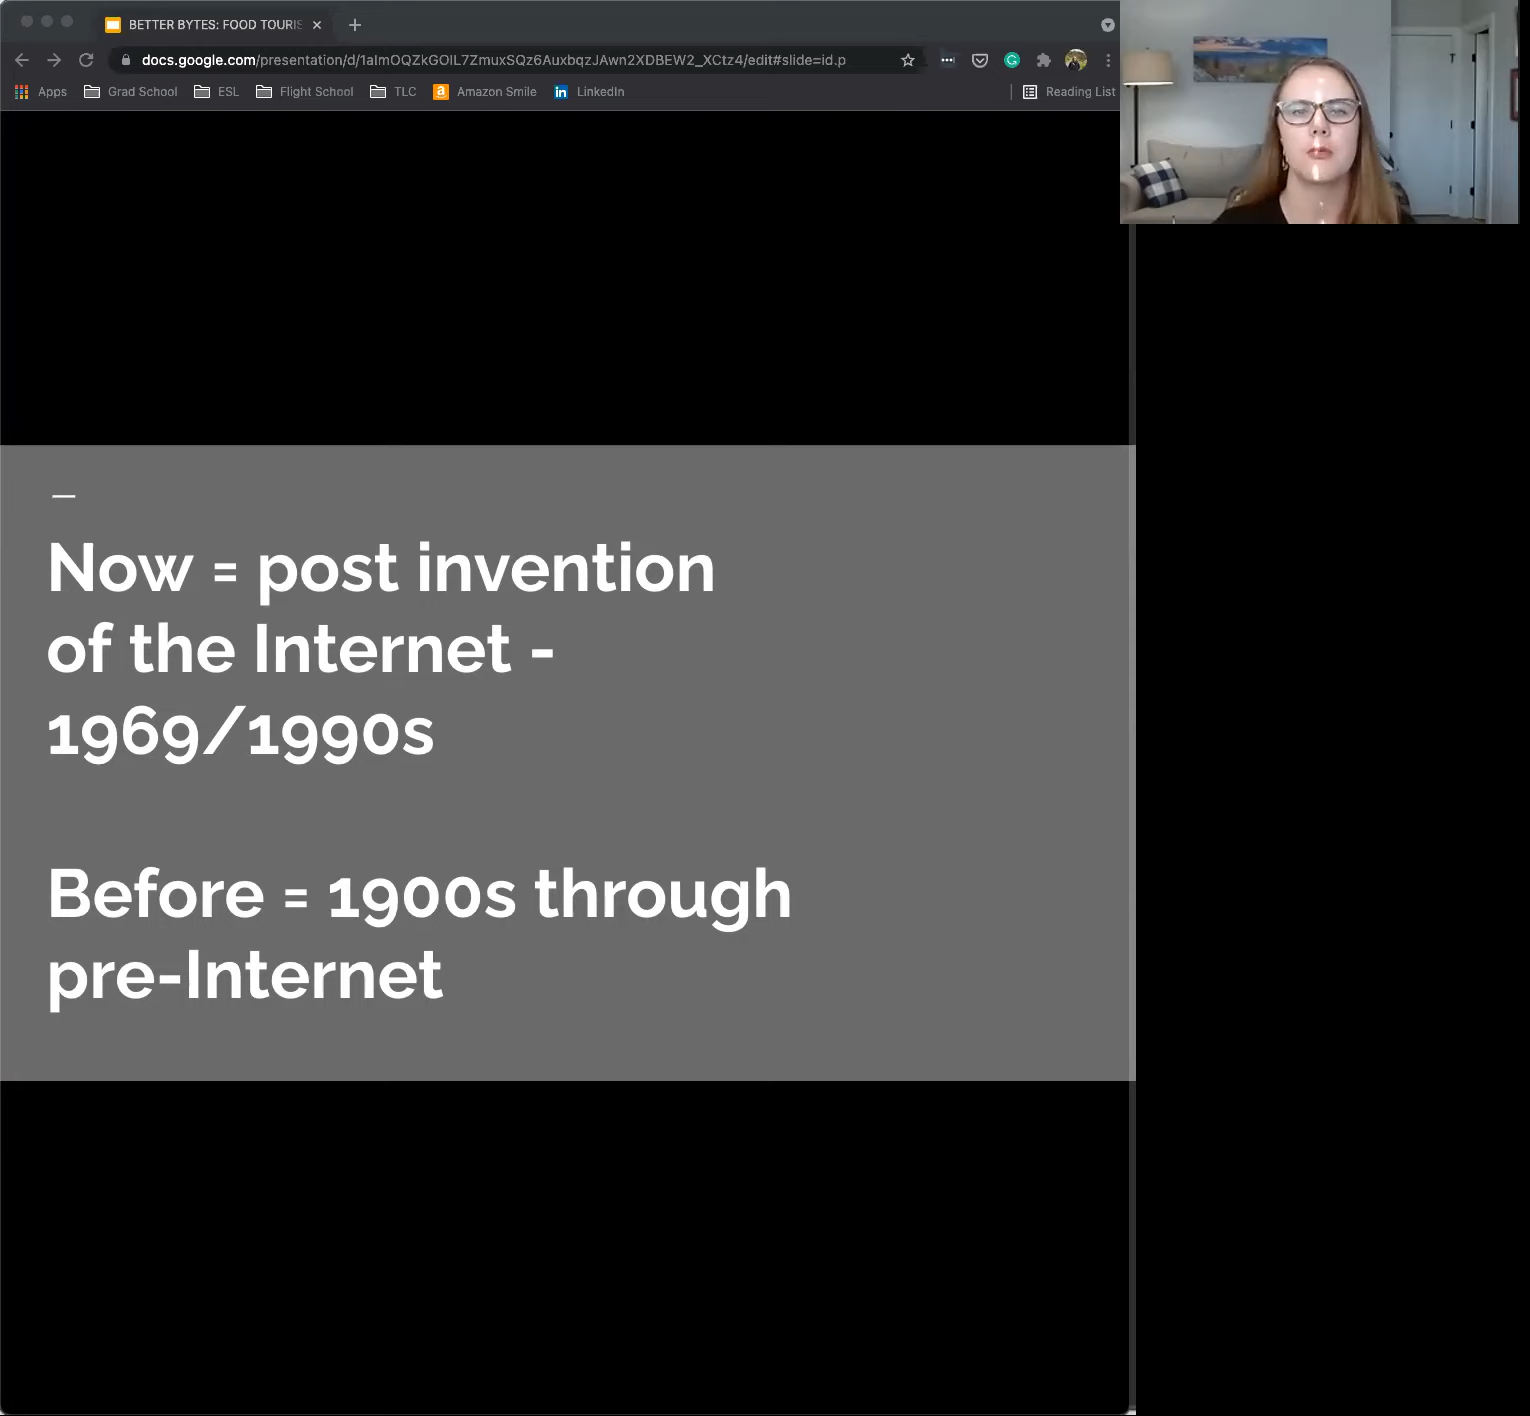 BETTER BYTES: FOOD TOURIS
docs.google.com/presentation/d/1aImOQZkGOIL7ZmuxSQz6AuxbqzJAwn2XDBEW2_XCtz4/edit#slide=id.p
Apps Grad School ESL Flight School TLC Amazon Smile LinkedIn Reading List
Now = post invention
of the Internet -
1969/1990s
Before = 1900s through
pre-Internet